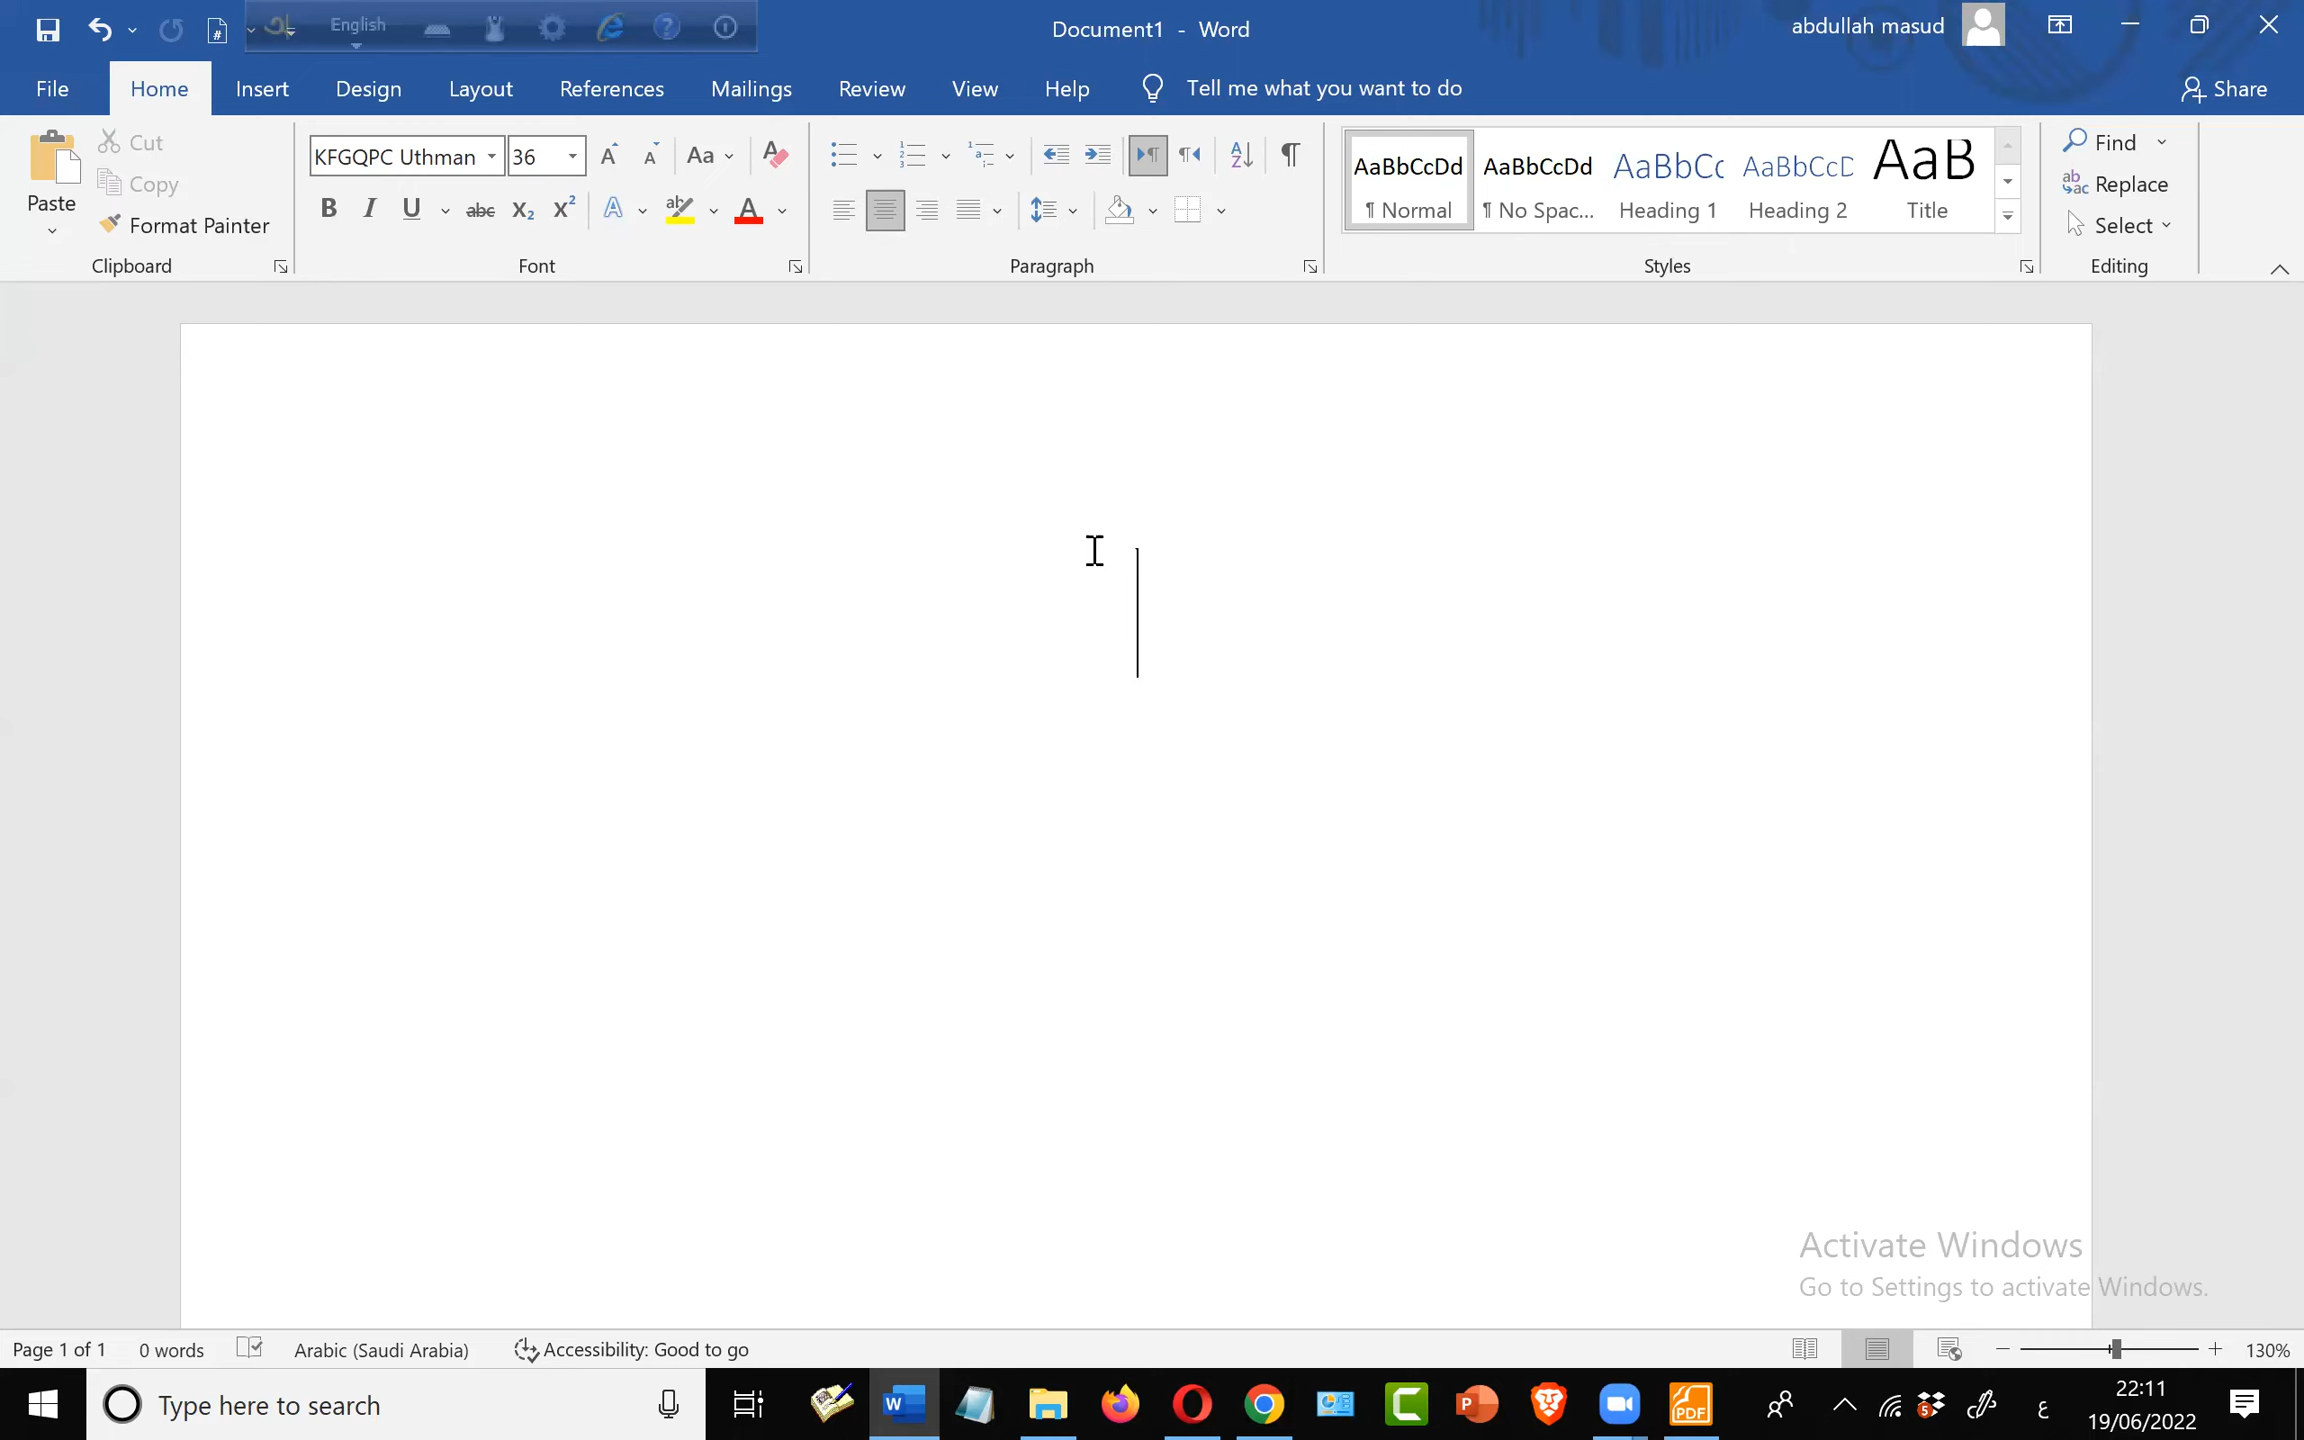 English
Document1 - Word
abdullah masud
File Home Insert Design Layout References Mailings Review View Help Tell me what you want to do Share
Paste
Cut
Copy
Format Painter
Clipboard
KFGQPC Uthman 36
Font
Paragraph
AaBbCcDd AaBbCcDd AaBbCc AaBbCcD AaB
¶ Normal ¶ No Spac... Heading 1 Heading 2 Title
Styles
Find
Replace
Select
Editing
Activate Windows
Go to Settings to activate Windows.
Page 1 of 1 0 words Arabic (Saudi Arabia) Accessibility: Good to go 130%
Type here to search
PDF
ع
22:11
19/06/2022